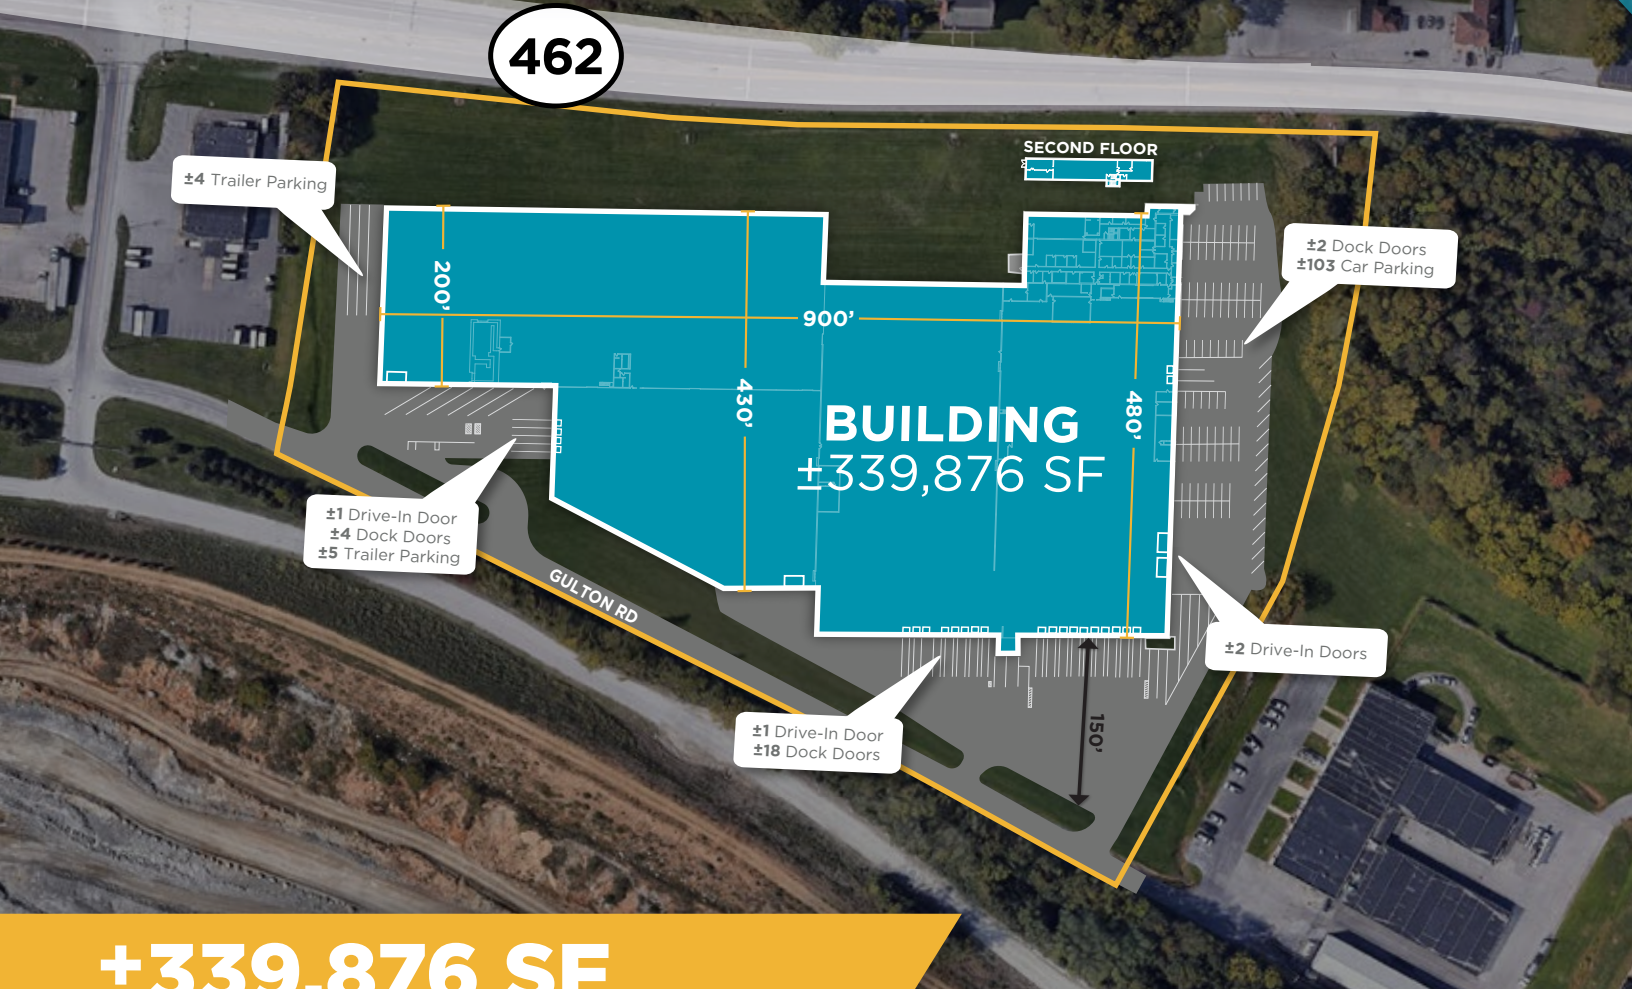 462
SECOND FLOOR
±4 Trailer Parking
±2 Dock Doors
±103 Car Parking
200’
900’
430’
480’
BUILDING
±339,876 SF
±1 Drive-In Door
±4 Dock Doors
±5 Trailer Parking
GULTON RD
±2 Drive-In Doors
±1 Drive-In Door
±18 Dock Doors
150’
±339,876 SF